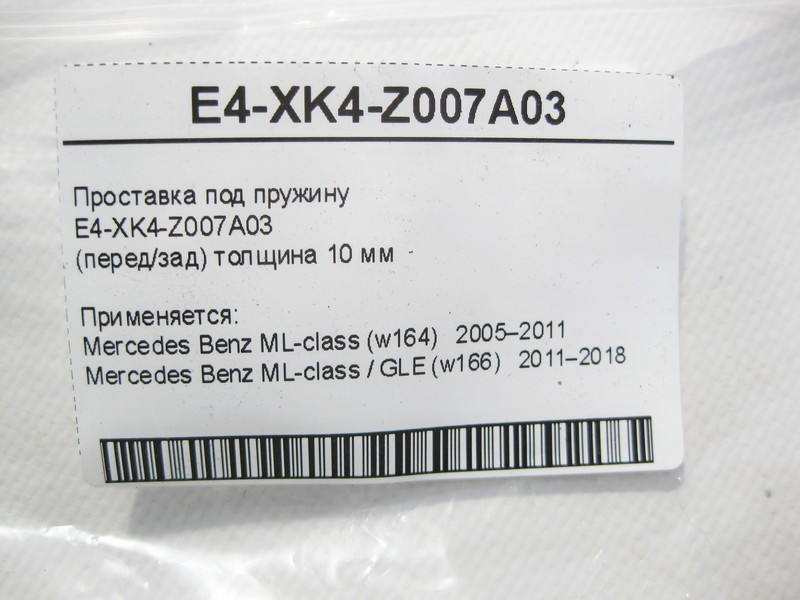 E4-XK4-Z007A03
Проставка под пружину
E4-XK4-Z007A03
(перед/зад) толщина 10 мм
Применяется:
Mercedes Benz ML-class (w164) 2005–2011
Mercedes Benz ML-class / GLE (w166) 2011–2018